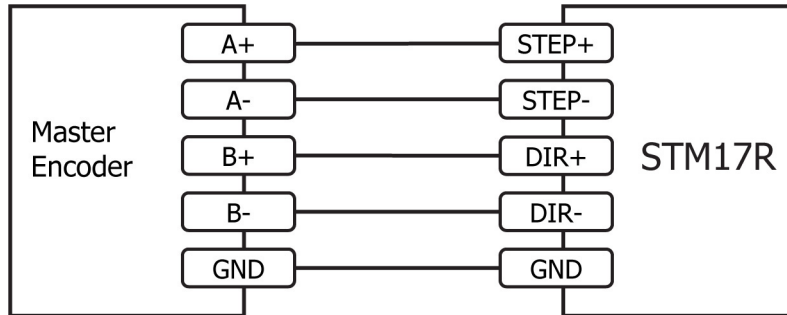 A+ STEP+
A- STEP-
Master
Encoder
B+ DIR+
STM17R
B- DIR-
GND GND